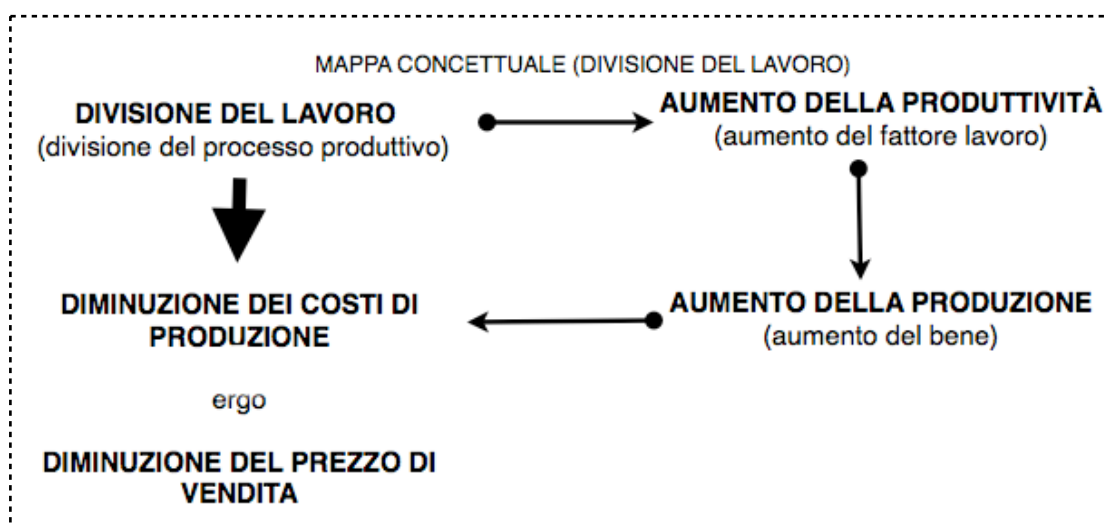 MAPPA CONCETTUALE (DIVISIONE DEL LAVORO)
DIVISIONE DEL LAVORO
(divisione del processo produttivo)
AUMENTO DELLA PRODUTTIVITÀ
(aumento del fattore lavoro)
DIMINUZIONE DEI COSTI DI
PRODUZIONE
AUMENTO DELLA PRODUZIONE
(aumento del bene)
ergo
DIMINUZIONE DEL PREZZO DI
VENDITA